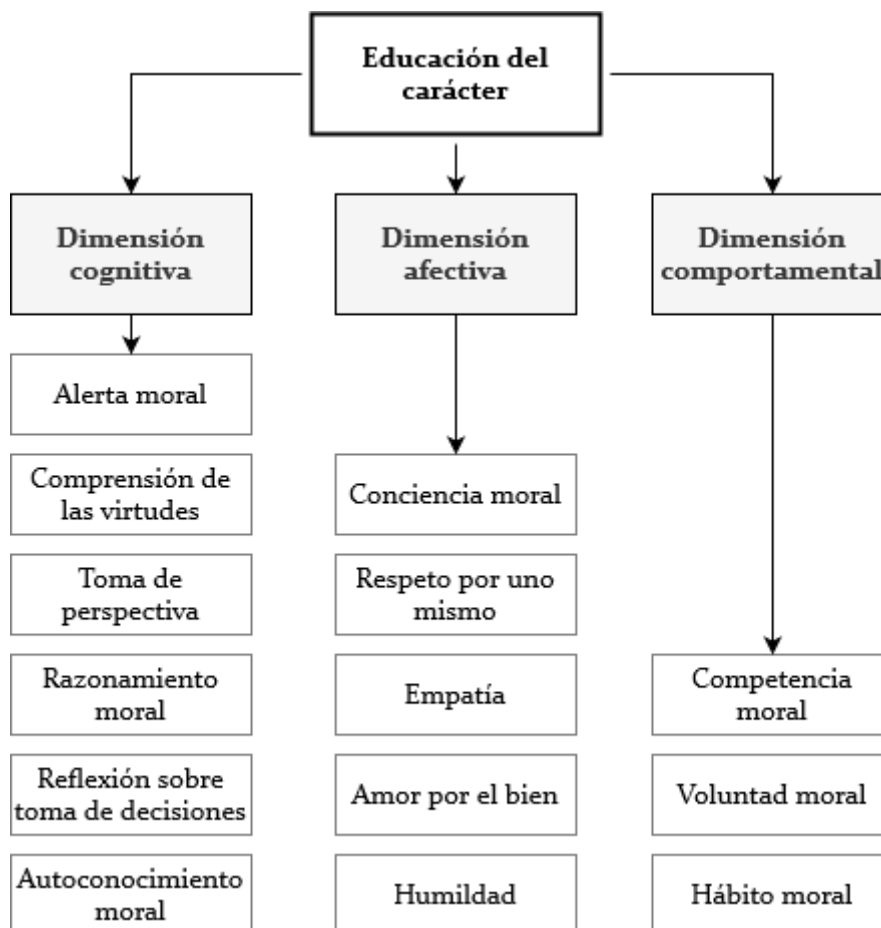 Educación del
carácter
Dimensión
cognitiva
Dimensión
afectiva
Dimensión
comportamental
Alerta moral
Comprensión de
las virtudes
Toma de
perspectiva
Razonamiento
moral
Reflexión sobre
toma de decisiones
Autoconocimiento
moral
Conciencia moral
Respeto por uno
mismo
Empatía
Amor por el bien
Humildad
Competencia
moral
Voluntad moral
Hábito moral